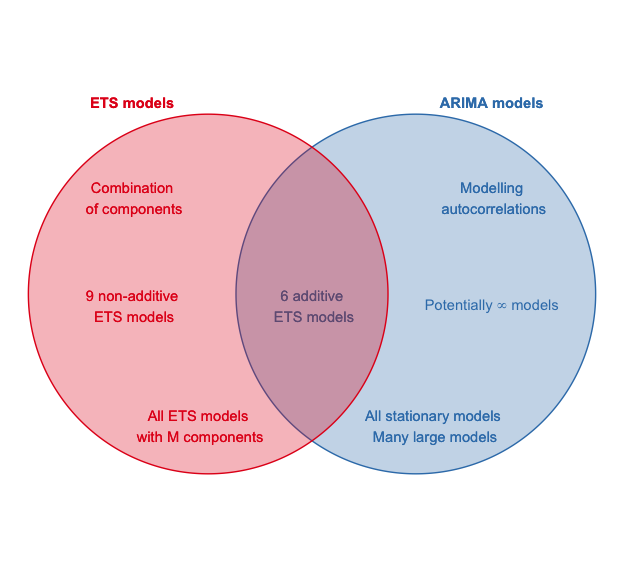 ETS models
ARIMA models
Combination
of components
Modelling
autocorrelations
9 non-additive
ETS models
6 additive
ETS models
Potentially ∞ models
All ETS models
with M components
All stationary models
Many large models